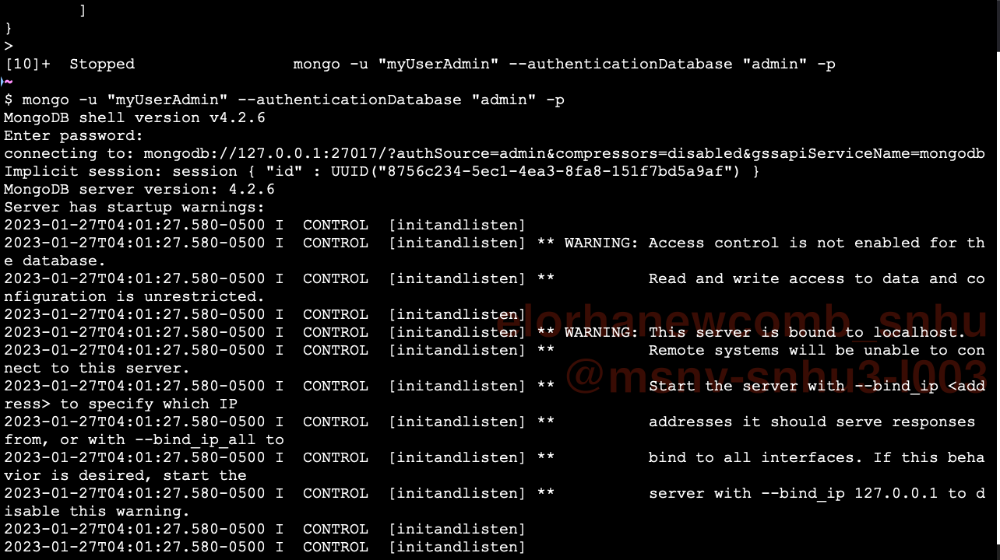 ]
}
>
[10]+  Stopped                 mongo -u "myUserAdmin" --authenticationDatabase "admin" -p
~
$ mongo -u "myUserAdmin" --authenticationDatabase "admin" -p
MongoDB shell version v4.2.6
Enter password:
connecting to: mongodb://127.0.0.1:27017/?authSource=admin&compressors=disabled&gssapiServiceName=mongodb
Implicit session: session { "id" : UUID("8756c234-5ec1-4ea3-8fa8-151f7bd5a9af") }
MongoDB server version: 4.2.6
Server has startup warnings:
2023-01-27T04:01:27.580-0500 I  CONTROL  [initandlisten]
2023-01-27T04:01:27.580-0500 I  CONTROL  [initandlisten] ** WARNING: Access control is not enabled for th
e database.
2023-01-27T04:01:27.580-0500 I  CONTROL  [initandlisten] **          Read and write access to data and co
nfiguration is unrestricted.
2023-01-27T04:01:27.580-0500 I  CONTROL  [initandlisten]
2023-01-27T04:01:27.580-0500 I  CONTROL  [initandlisten] ** WARNING: This server is bound to localhost.
2023-01-27T04:01:27.580-0500 I  CONTROL  [initandlisten] **          Remote systems will be unable to con
nect to this server.
2023-01-27T04:01:27.580-0500 I  CONTROL  [initandlisten] **          Start the server with --bind_ip <add
ress> to specify which IP
2023-01-27T04:01:27.580-0500 I  CONTROL  [initandlisten] **          addresses it should serve responses
from, or with --bind_ip_all to
2023-01-27T04:01:27.580-0500 I  CONTROL  [initandlisten] **          bind to all interfaces. If this beha
vior is desired, start the
2023-01-27T04:01:27.580-0500 I  CONTROL  [initandlisten] **          server with --bind_ip 127.0.0.1 to d
isable this warning.
2023-01-27T04:01:27.580-0500 I  CONTROL  [initandlisten]
2023-01-27T04:01:27.580-0500 I  CONTROL  [initandlisten]
elorhanewcomb_snhu
@msnv-snhu3-l003